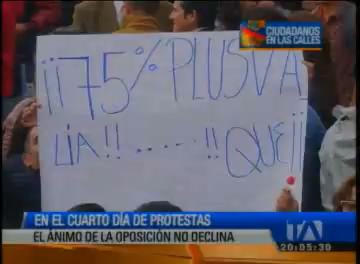 CIUDADANOS
EN LAS CALLES
¡¡75% PLUSVA
LIA!! ..... !! QUE¡¡
EN EL CUARTO DÍA DE PROTESTAS
EL ÁNIMO DE LA OPOSICIÓN NO DECLINA
TA
20:05:30